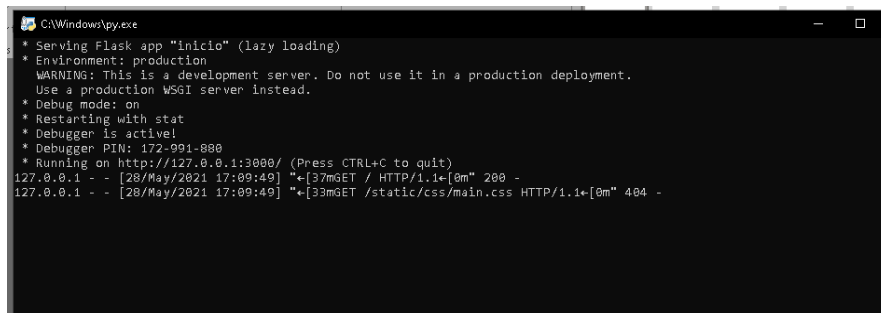 C:\Windows\py.exe
* Serving Flask app "inicio" (lazy loading)
* Environment: production
WARNING: This is a development server. Do not use it in a production deployment.
Use a production WSGI server instead.
* Debug mode: on
* Restarting with stat
* Debugger is active!
* Debugger PIN: 172-991-880
* Running on http://127.0.0.1:3000/ (Press CTRL+C to quit)
127.0.0.1 - - [28/May/2021 17:09:49] "←[37mGET / HTTP/1.1←[0m" 200 -
127.0.0.1 - - [28/May/2021 17:09:49] "←[33mGET /static/css/main.css HTTP/1.1←[0m" 404 -